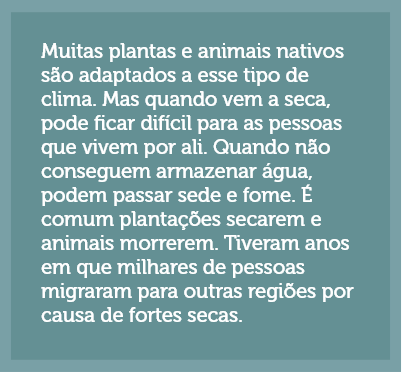 Muitas plantas e animais nativos
são adaptados a esse tipo de
clima. Mas quando vem a seca,
pode ficar difícil para as pessoas
que vivem por ali. Quando não
conseguem armazenar água,
podem passar sede e fome. É
comum plantações secarem e
animais morrerem. Tiveram anos
em que milhares de pessoas
migraram para outras regiões por
causa de fortes secas.